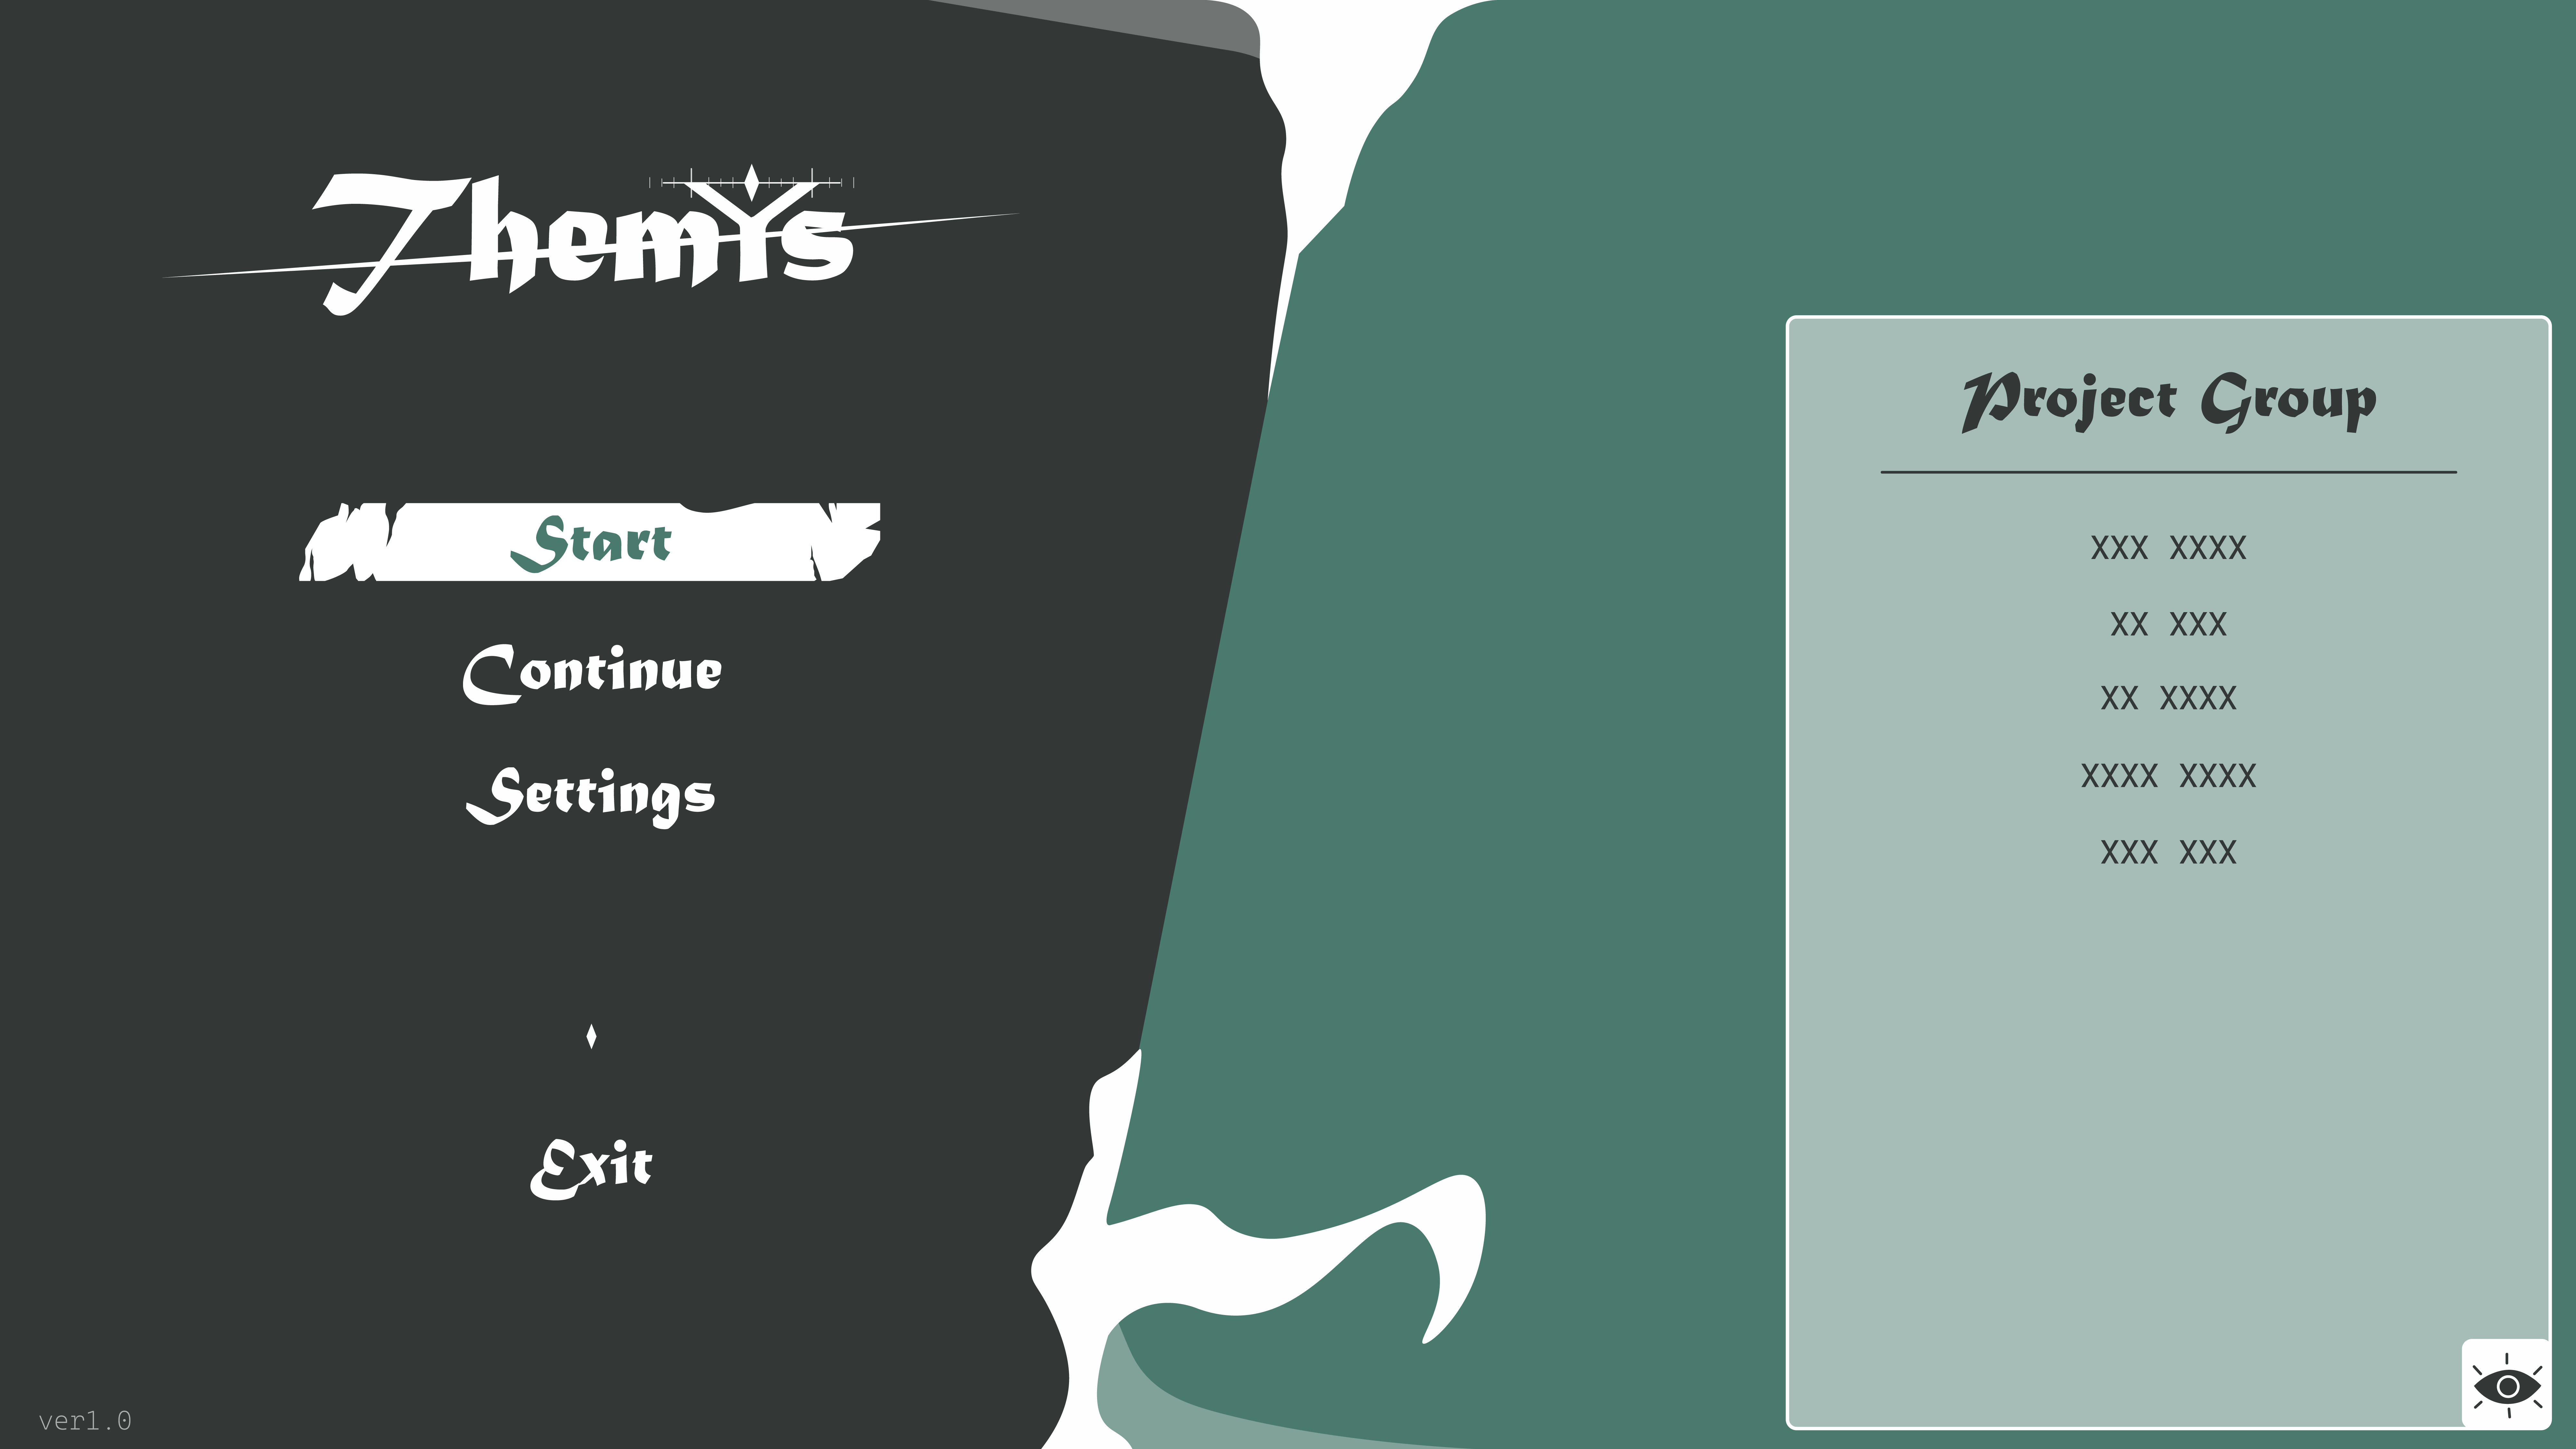 Themys
Start
Continue
Settings
Exit
ver1.0
Project Group
XXX XXXX
XX XXX
XX XXXX
XXXX XXXX
XXX XXX